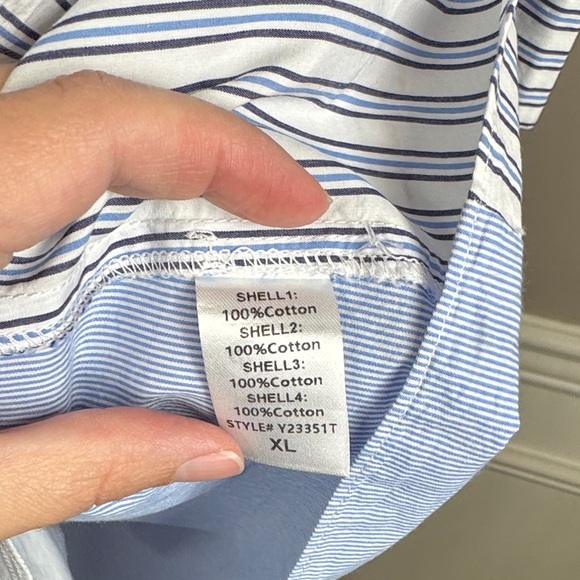 SHELL1:
100%Cotton
SHELL2:
100%Cotton
SHELL3:
100%Cotton
SHELL4:
100%Cotton
STYLE# Y23351T
XL